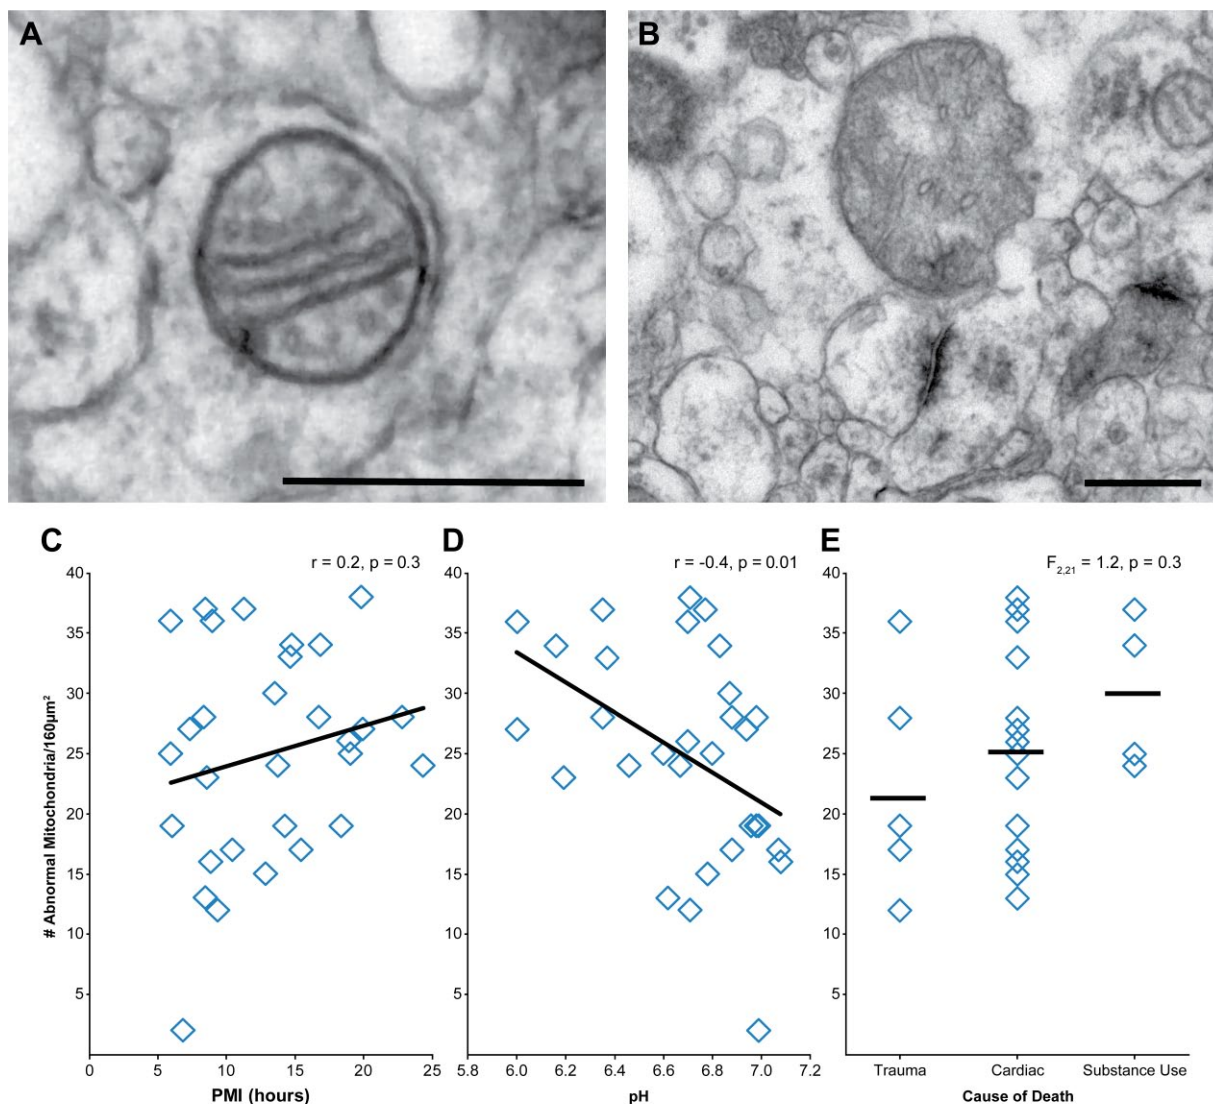 A
B
C
D
E
r = 0.2, p = 0.3
r = -0.4, p = 0.01
F2,21 = 1.2, p = 0.3
# Abnormal Mitochondria/160µm²
40
35
30
25
20
15
10
5
0 5 10 15 20 25
PMI (hours)
40
35
30
25
20
15
10
5
5.8 6.0 6.2 6.4 6.6 6.8 7.0 7.2
pH
40
35
30
25
20
15
10
5
Trauma Cardiac Substance Use
Cause of Death